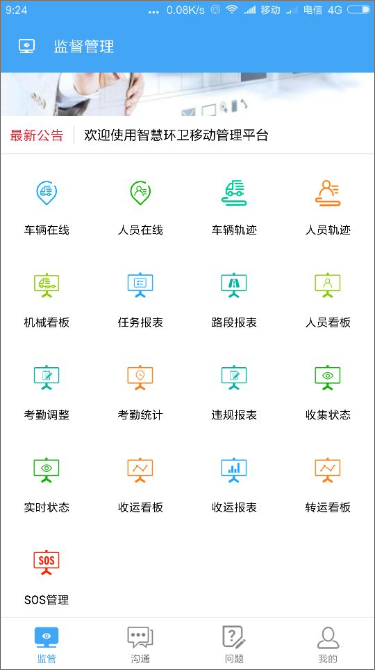 9:24 ... 0.08K/s 移动 电信 4G
监督管理
最新公告 欢迎使用智慧环卫移动管理平台
车辆在线 人员在线 车辆轨迹 人员轨迹
机械看板 任务报表 路段报表 人员看板
考勤调整 考勤统计 违规报表 收集状态
实时状态 收运看板 收运报表 转运看板
SOS
SOS管理
监管 沟通 问题 我的